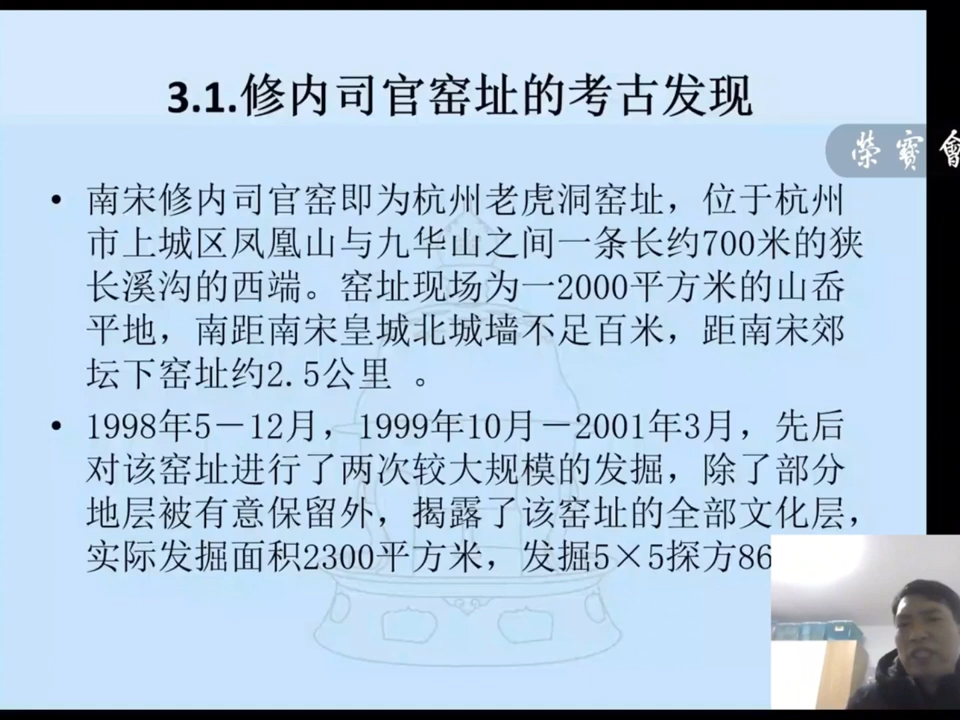 3.1.修内司官窑址的考古发现
榮寶會
• 南宋修内司官窑即为杭州老虎洞窑址，位于杭州
市上城区凤凰山与九华山之间一条长约700米的狭
长溪沟的西端。窑址现场为一2000平方米的山岙
平地，南距南宋皇城北城墙不足百米，距南宋郊
坛下窑址约2.5公里 。
• 1998年5－12月，1999年10月－2001年3月，先后
对该窑址进行了两次较大规模的发掘，除了部分
地层被有意保留外，揭露了该窑址的全部文化层，
实际发掘面积2300平方米，发掘5×5探方86